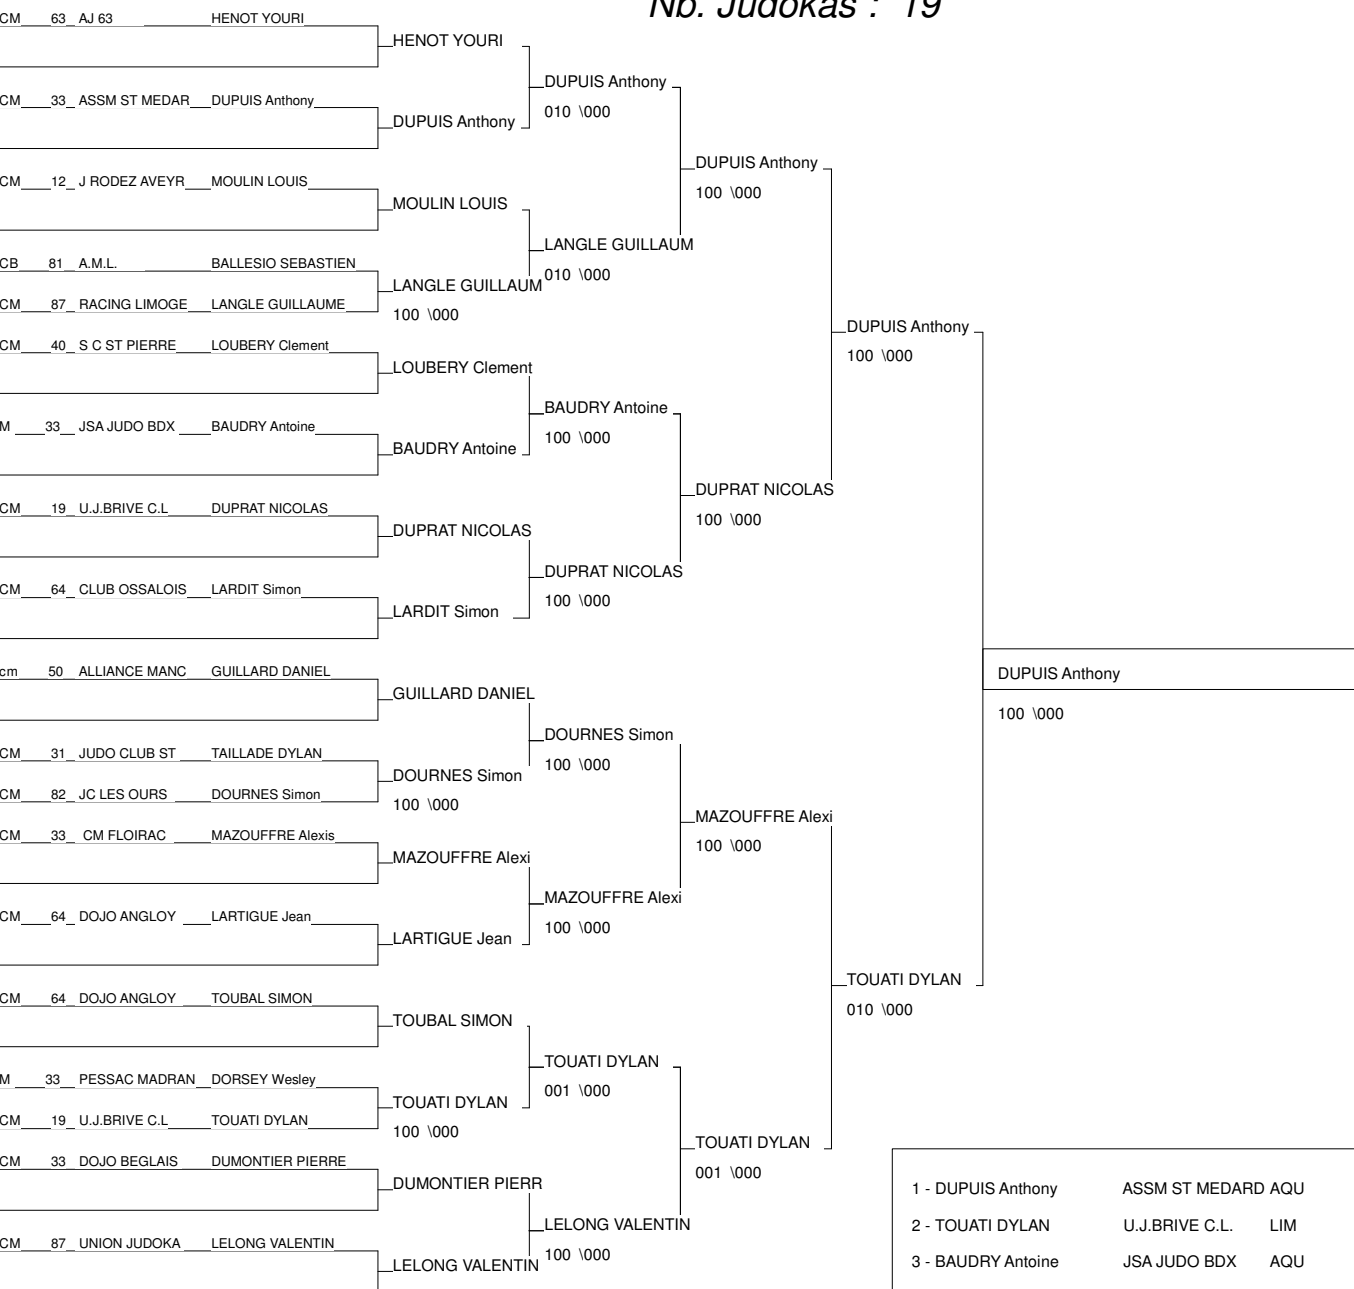 Nb. Judokas : 19
CM 63 AJ 63 HENOT YOURI
HENOT YOURI
DUPUIS Anthony
010 \000
CM 33 ASSM ST MEDAR DUPUIS Anthony
DUPUIS Anthony
DUPUIS Anthony
100 \000
CM 12 J RODEZ AVEYR MOULIN LOUIS
MOULIN LOUIS
LANGLE GUILLAUM
010 \000
CB 81 A.M.L. BALLESIO SEBASTIEN
LANGLE GUILLAUM
100 \000
CM 87 RACING LIMOGE LANGLE GUILLAUME
DUPUIS Anthony
100 \000
CM 40 S C ST PIERRE LOUBERY Clement
LOUBERY Clement
BAUDRY Antoine
100 \000
M 33 JSA JUDO BDX BAUDRY Antoine
BAUDRY Antoine
DUPRAT NICOLAS
100 \000
CM 19 U.J.BRIVE C.L DUPRAT NICOLAS
DUPRAT NICOLAS
DUPRAT NICOLAS
100 \000
CM 64 CLUB OSSALOIS LARDIT Simon
LARDIT Simon
DUPUIS Anthony
100 \000
cm 50 ALLIANCE MANC GUILLARD DANIEL
GUILLARD DANIEL
DOURNES Simon
100 \000
CM 31 JUDO CLUB ST TAILLADE DYLAN
DOURNES Simon
100 \000
CM 82 JC LES OURS DOURNES Simon
MAZOUFFRE Alexi
100 \000
CM 33 CM FLOIRAC MAZOUFFRE Alexis
MAZOUFFRE Alexi
MAZOUFFRE Alexi
100 \000
CM 64 DOJO ANGLOY LARTIGUE Jean
LARTIGUE Jean
TOUATI DYLAN
010 \000
CM 64 DOJO ANGLOY TOUBAL SIMON
TOUBAL SIMON
TOUATI DYLAN
001 \000
M 33 PESSAC MADRAN DORSEY Wesley
TOUATI DYLAN
100 \000
CM 19 U.J.BRIVE C.L TOUATI DYLAN
TOUATI DYLAN
001 \000
CM 33 DOJO BEGLAIS DUMONTIER PIERRE
DUMONTIER PIERR
LELONG VALENTIN
100 \000
CM 87 UNION JUDOKA LELONG VALENTIN
LELONG VALENTIN
1 - DUPUIS Anthony ASSM ST MEDARD AQU
2 - TOUATI DYLAN U.J.BRIVE C.L. LIM
3 - BAUDRY Antoine JSA JUDO BDX AQU